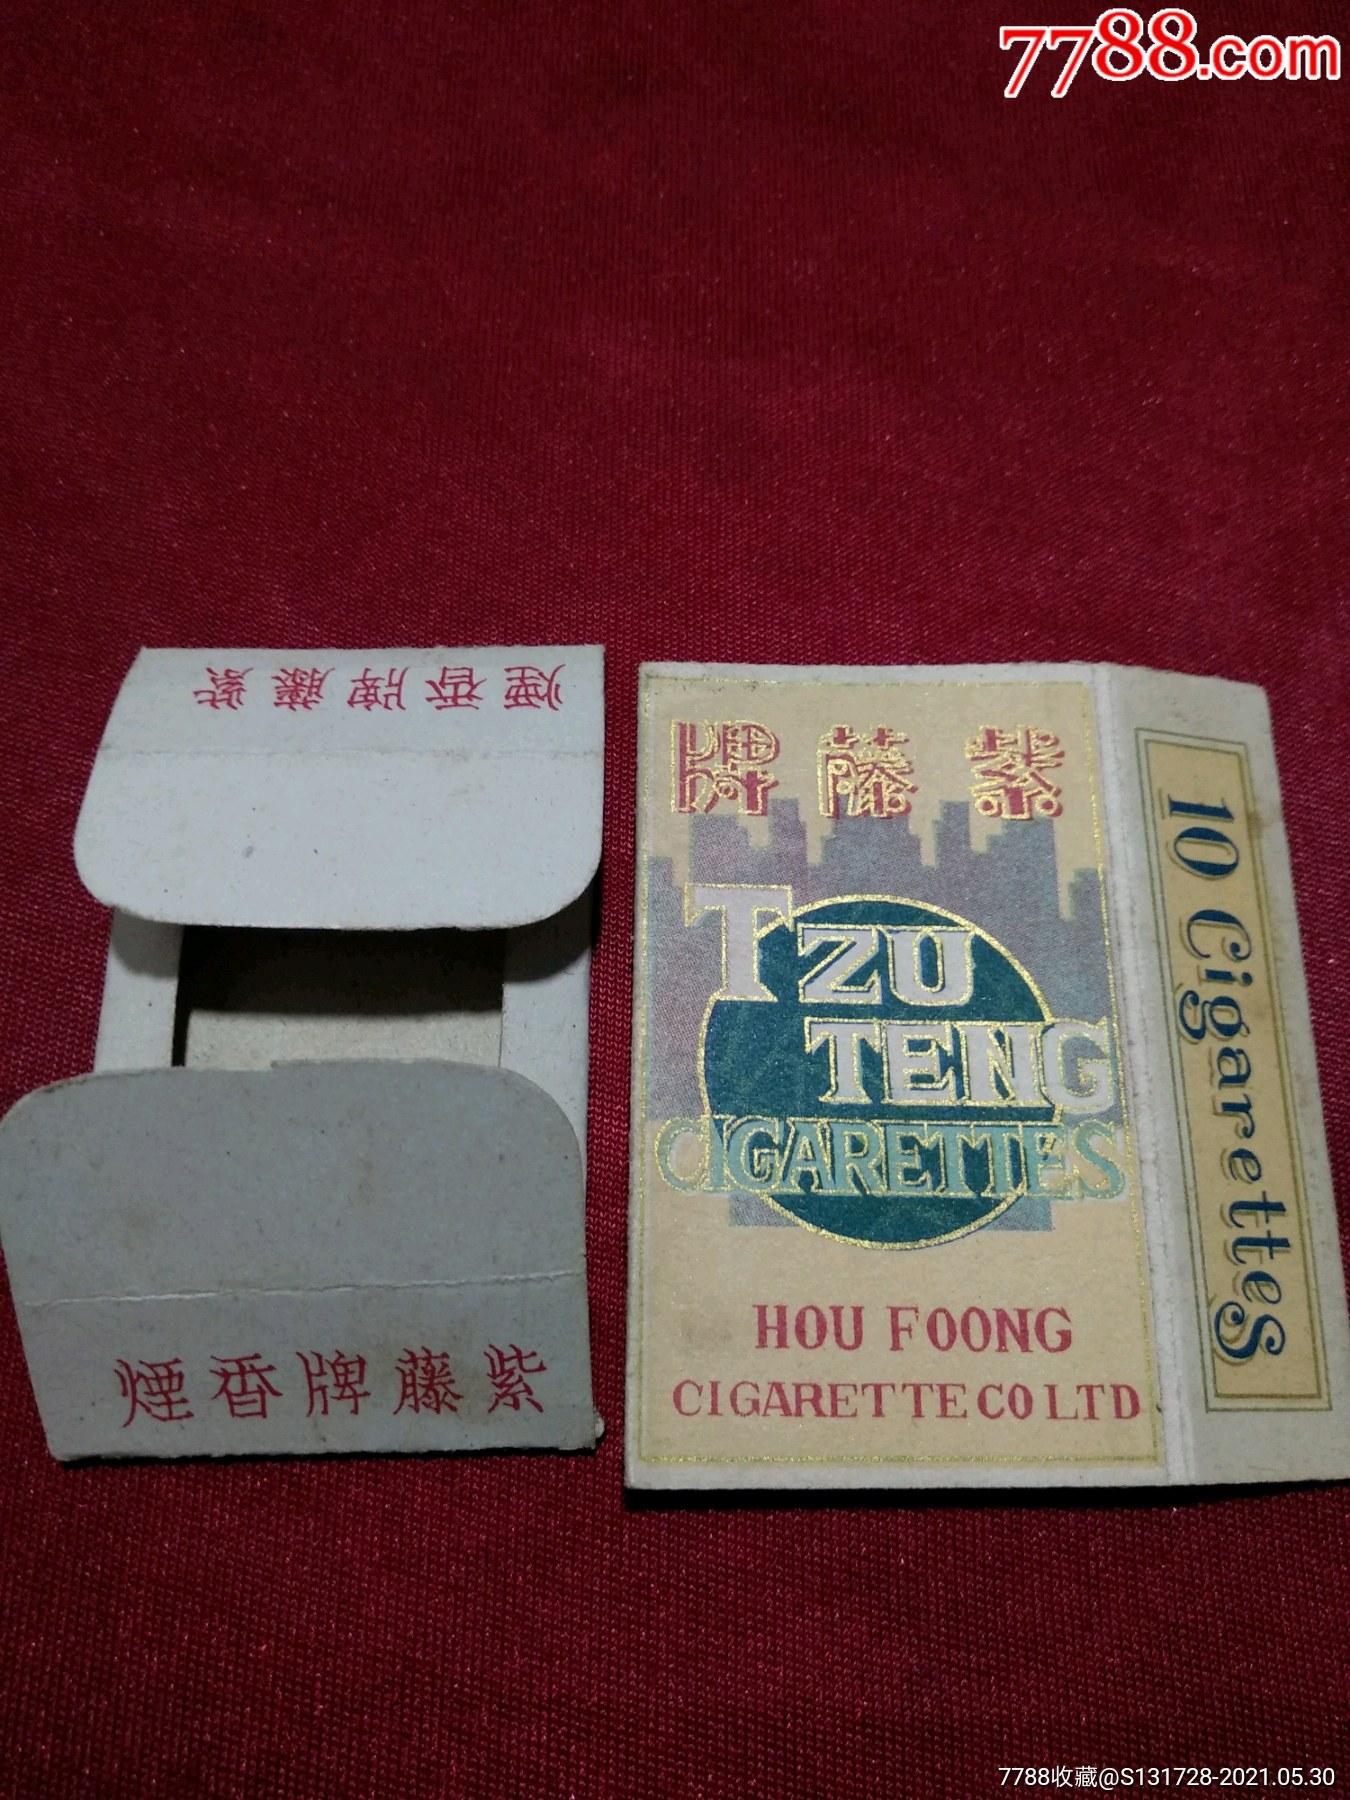 7788.com
煙香牌藤紫
煙香牌藤紫
牌藤紫
TZU
TENG
CIGARETTES
HOU FOONG
CIGARETTE CO LTD
10 Cigarettes
7788收藏@S131728-2021.05.30